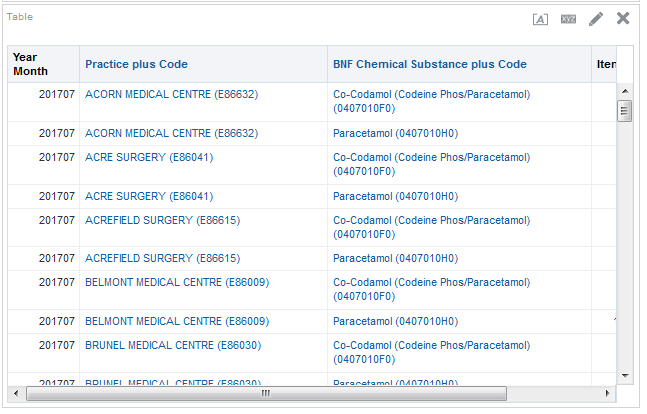 Table
Year Month Practice plus Code BNF Chemical Substance plus Code
201707 ACORN MEDICAL CENTRE (E86632) Co-Codamol (Codeine Phos/Paracetamol) (0407010F0)
201707 ACORN MEDICAL CENTRE (E86632) Paracetamol (0407010H0)
201707 ACRE SURGERY (E86041) Co-Codamol (Codeine Phos/Paracetamol) (0407010F0)
201707 ACRE SURGERY (E86041) Paracetamol (0407010H0)
201707 ACREFIELD SURGERY (E86615) Co-Codamol (Codeine Phos/Paracetamol) (0407010F0)
201707 ACREFIELD SURGERY (E86615) Paracetamol (0407010H0)
201707 BELMONT MEDICAL CENTRE (E86009) Co-Codamol (Codeine Phos/Paracetamol) (0407010F0)
201707 BELMONT MEDICAL CENTRE (E86009) Paracetamol (0407010H0)
201707 BRUNEL MEDICAL CENTRE (E86030) Co-Codamol (Codeine Phos/Paracetamol) (0407010F0)
201707 BRUNEL MEDICAL CENTRE (E86030) Paracetamol (0407010H0)